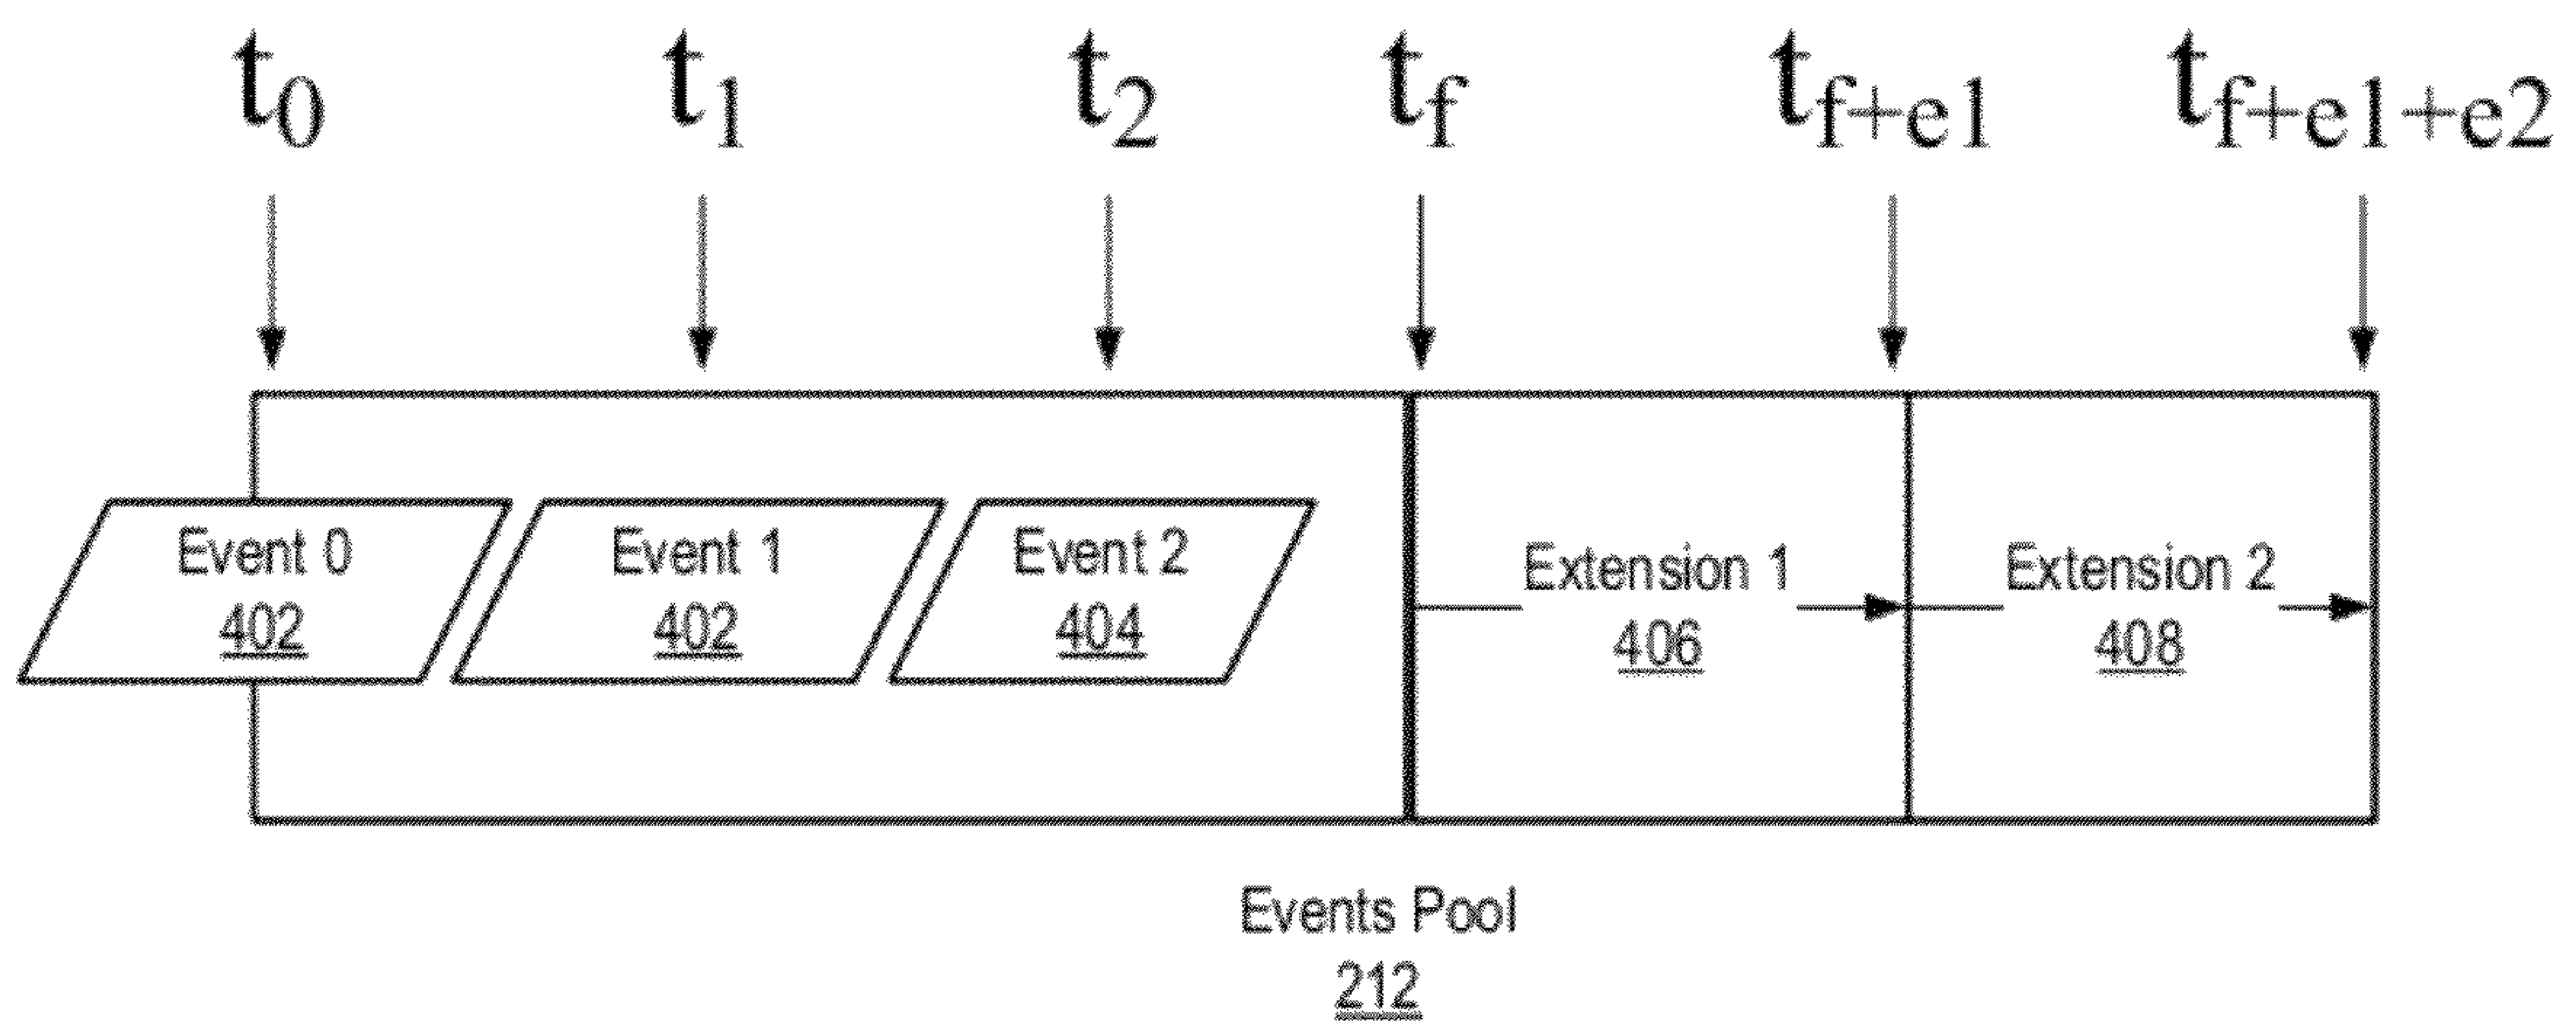 t0 t1 t2 tf tf+e1 tf+e1+e2
Event 0
402
Event 1
402
Event 2
404
Extension 1
406
Extension 2
408
Events Pool
212